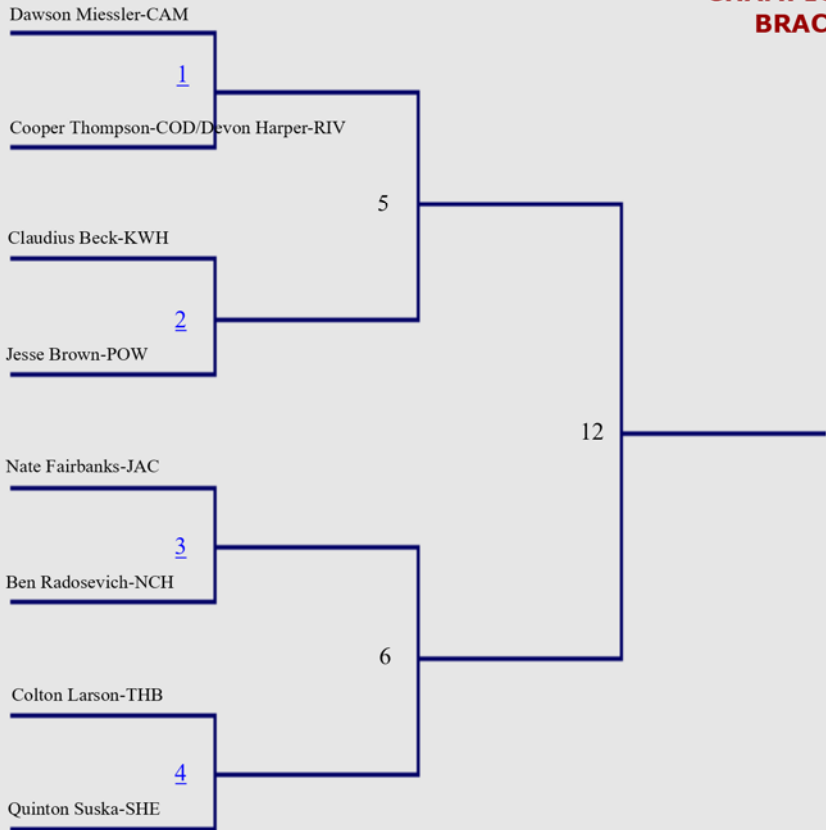 BRAC
Dawson Miessler-CAM
1
Cooper Thompson-COD/Devon Harper-RIV
5
Claudius Beck-KWH
2
Jesse Brown-POW
12
Nate Fairbanks-JAC
3
Ben Radosevich-NCH
6
Colton Larson-THB
4
Quinton Suska-SHE